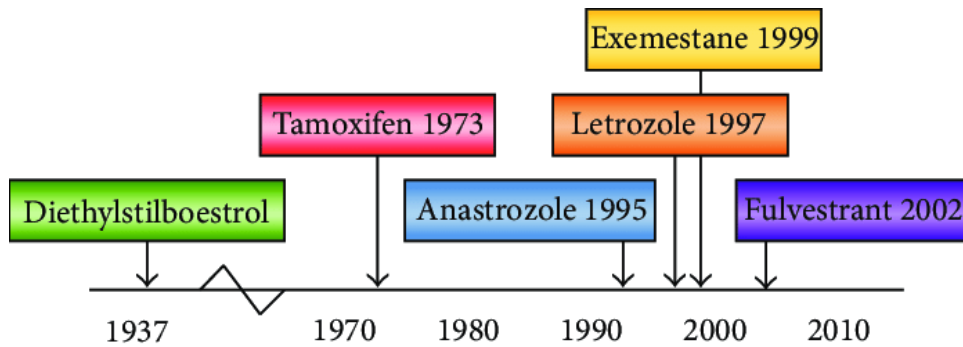 Exemestane 1999
Tamoxifen 1973
Letrozole 1997
Diethylstilboestrol
Anastrozole 1995
Fulvestrant 2002
1937
1970
1980
1990
2000
2010